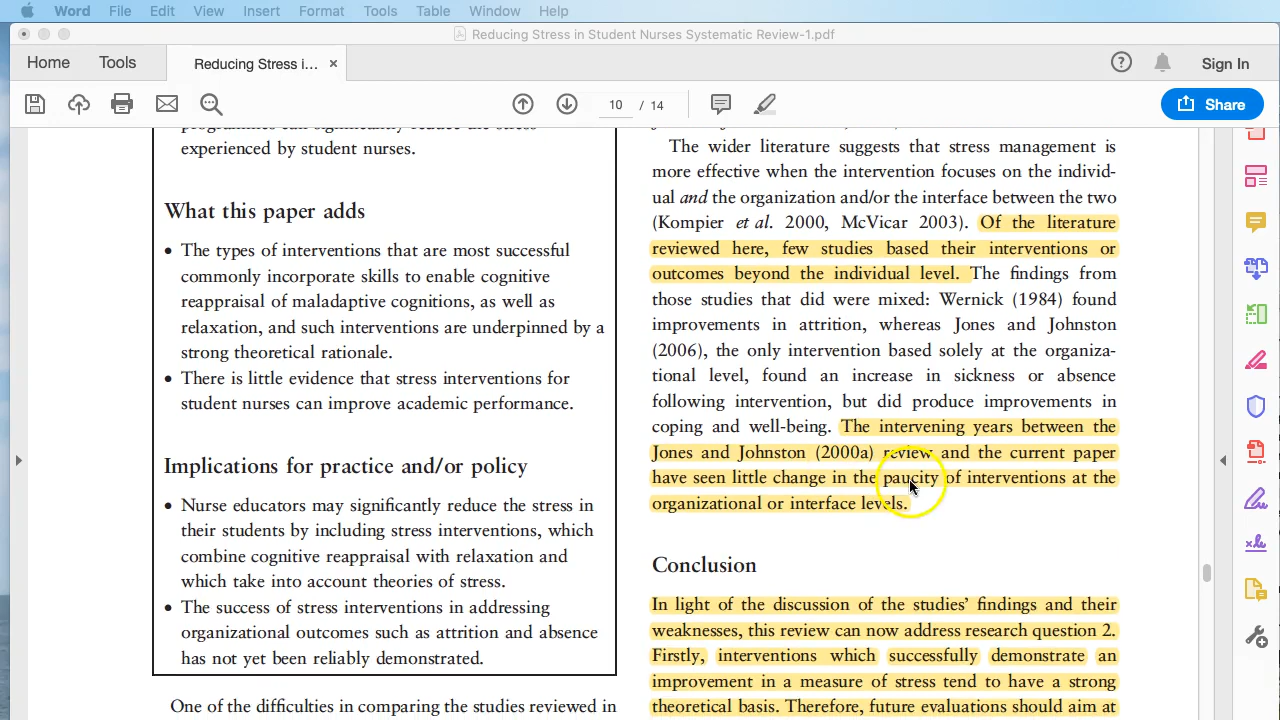 Word File Edit View Insert Format Tools Table Window Help
Reducing Stress in Student Nurses Systematic Review-1.pdf
Home Tools Reducing Stress i... × Sign In
10 / 14 Share
programmes can significantly reduce the stress
experienced by student nurses.
What this paper adds
• The types of interventions that are most successful
commonly incorporate skills to enable cognitive
reappraisal of maladaptive cognitions, as well as
relaxation, and such interventions are underpinned by a
strong theoretical rationale.
• There is little evidence that stress interventions for
student nurses can improve academic performance.
Implications for practice and/or policy
• Nurse educators may significantly reduce the stress in
their students by including stress interventions, which
combine cognitive reappraisal with relaxation and
which take into account theories of stress.
• The success of stress interventions in addressing
organizational outcomes such as attrition and absence
has not yet been reliably demonstrated.
One of the difficulties in comparing the studies reviewed in
The wider literature suggests that stress management is
more effective when the intervention focuses on the individ-
ual and the organization and/or the interface between the two
(Kompier et al. 2000, McVicar 2003). Of the literature
reviewed here, few studies based their interventions or
outcomes beyond the individual level. The findings from
those studies that did were mixed: Wernick (1984) found
improvements in attrition, whereas Jones and Johnston
(2006), the only intervention based solely at the organiza-
tional level, found an increase in sickness or absence
following intervention, but did produce improvements in
coping and well-being. The intervening years between the
Jones and Johnston (2000a) review and the current paper
have seen little change in the paucity of interventions at the
organizational or interface levels.
Conclusion
In light of the discussion of the studies' findings and their
weaknesses, this review can now address research question 2.
Firstly, interventions which successfully demonstrate an
improvement in a measure of stress tend to have a strong
theoretical basis. Therefore, future evaluations should aim at